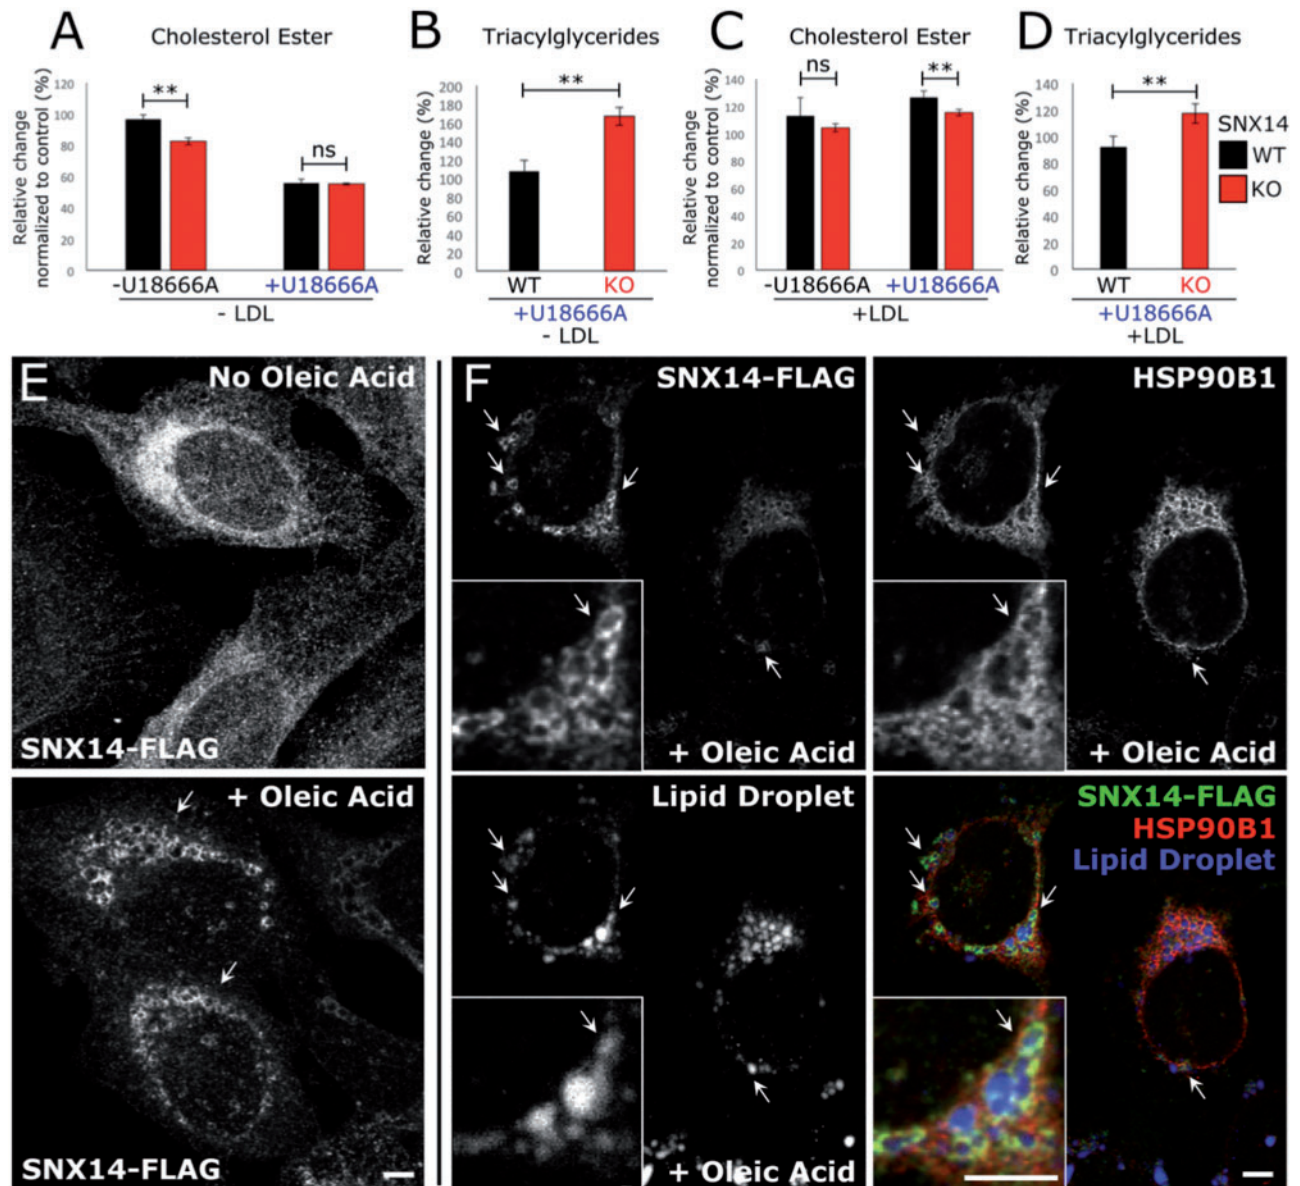 A
Cholesterol Ester
Relative change
normalized to control (%)
120
100
80
60
40
20
0
**
ns
-U18666A
+U18666A
- LDL
B
Triacylglycerides
Relative change (%)
200
180
160
140
120
100
80
60
40
20
0
**
WT
KO
+U18666A
- LDL
C
Cholesterol Ester
Relative change
normalized to control (%)
140
120
100
80
60
40
20
0
ns
**
-U18666A
+U18666A
+LDL
D
Triacylglycerides
Relative change (%)
140
120
100
80
60
40
20
0
**
WT
KO
+U18666A
+LDL
SNX14
WT
KO
E
No Oleic Acid
SNX14-FLAG
+ Oleic Acid
SNX14-FLAG
F
SNX14-FLAG
+ Oleic Acid
HSP90B1
+ Oleic Acid
Lipid Droplet
+ Oleic Acid
SNX14-FLAG
HSP90B1
Lipid Droplet